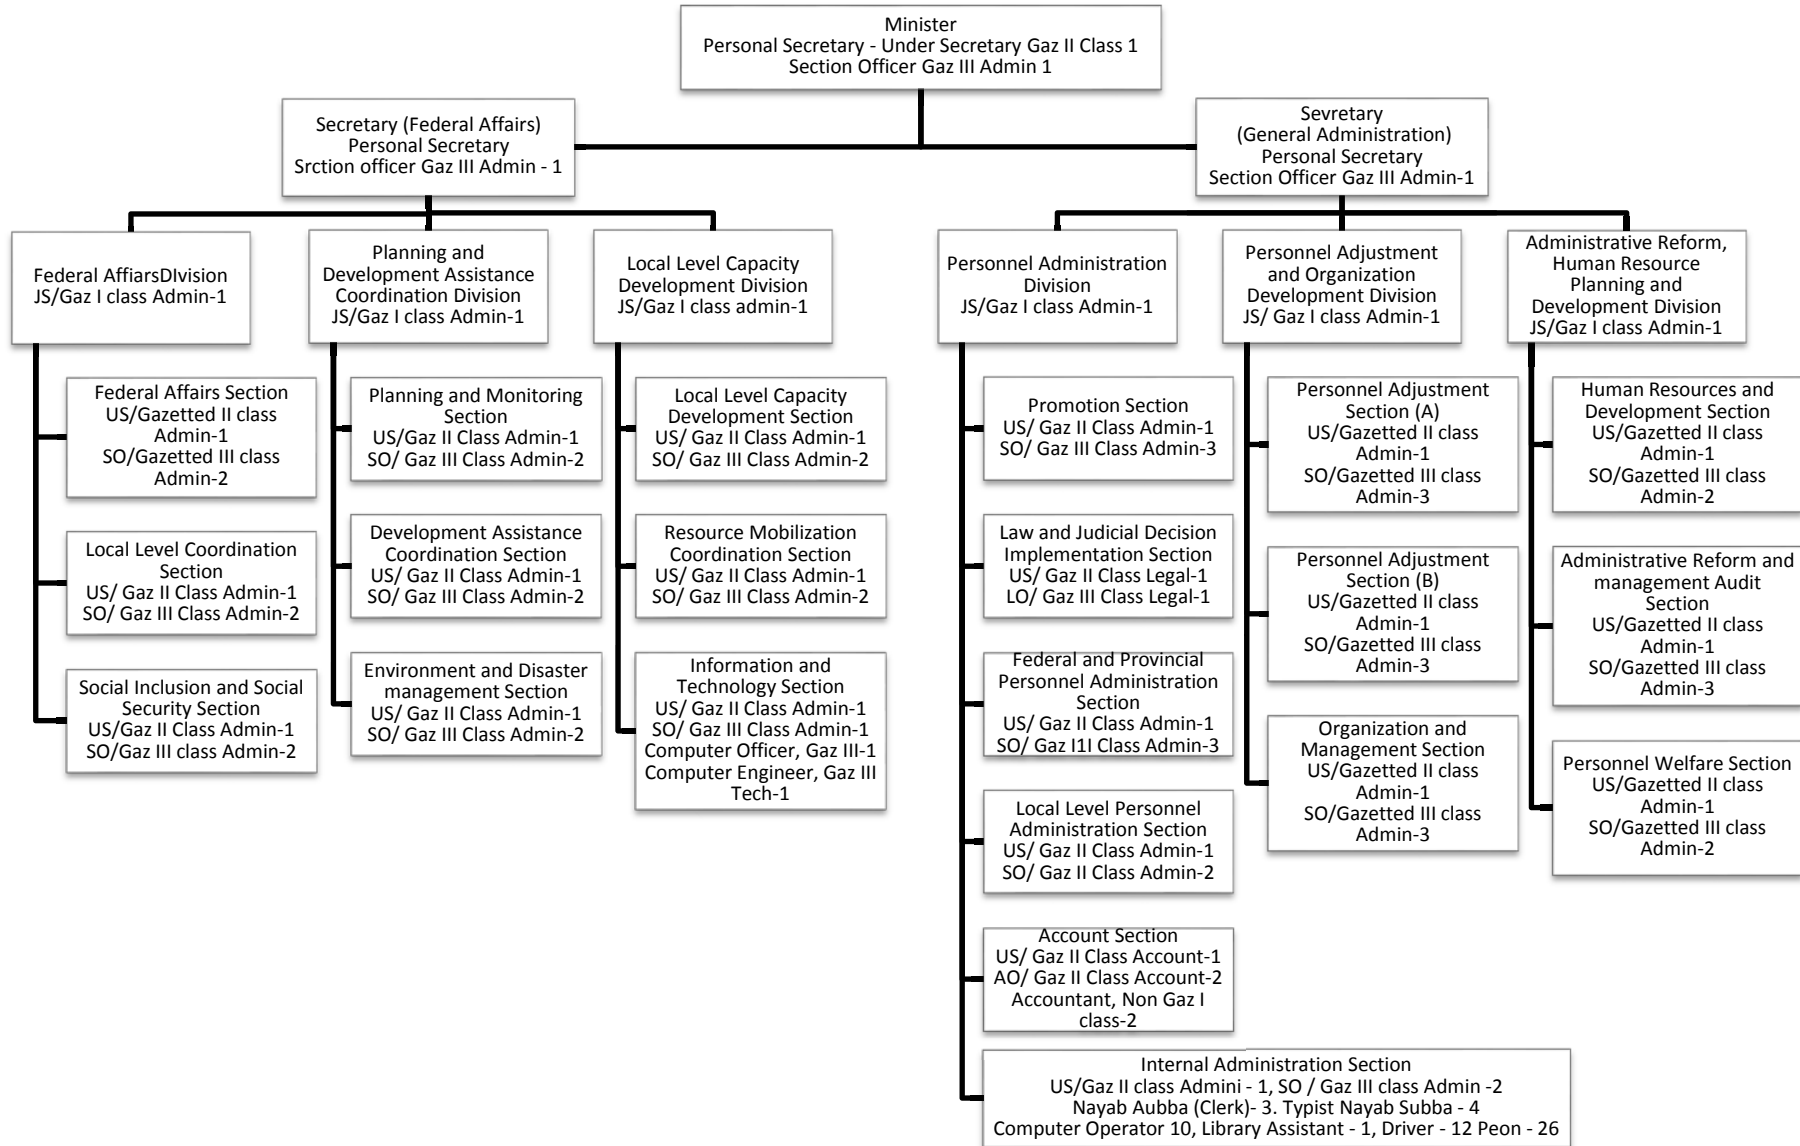 Minister
Personal Secretary - Under Secretary Gaz II Class 1
Section Officer Gaz III Admin 1
Secretary (Federal Affairs)
Personal Secretary
Srction officer Gaz III Admin - 1
Sevretary
(General Administration)
Personal Secretary
Section Officer Gaz III Admin-1
Federal AffiarsDIvision
JS/Gaz I class Admin-1
Planning and
Development Assistance
Coordination Division
JS/Gaz I class Admin-1
Local Level Capacity
Development Division
JS/Gaz I class admin-1
Personnel Administration
Division
JS/Gaz I class Admin-1
Personnel Adjustment
and Organization
Development Division
JS/ Gaz I class Admin-1
Administrative Reform,
Human Resource
Planning and
Development Division
JS/Gaz I class Admin-1
Federal Affairs Section
US/Gazetted II class
Admin-1
SO/Gazetted III class
Admin-2
Local Level Coordination
Section
US/ Gaz II Class Admin-1
SO/ Gaz III Class Admin-2
Social Inclusion and Social
Security Section
US/Gaz II Class Admin-1
SO/Gaz III class Admin-2
Planning and Monitoring
Section
US/Gaz II Class Admin-1
SO/ Gaz III Class Admin-2
Development Assistance
Coordination Section
US/ Gaz II Class Admin-1
SO/ Gaz III Class Admin-2
Environment and Disaster
management Section
US/ Gaz II Class Admin-1
SO/ Gaz III Class Admin-2
Local Level Capacity
Development Section
US/ Gaz II Class Admin-1
SO/ Gaz III Class Admin-2
Resource Mobilization
Coordination Section
US/ Gaz II Class Admin-1
SO/ Gaz III Class Admin-2
Information and
Technology Section
US/ Gaz II Class Admin-1
SO/ Gaz III Class Admin-1
Computer Officer, Gaz III-1
Computer Engineer, Gaz III
Tech-1
Promotion Section
US/ Gaz II Class Admin-1
SO/ Gaz III Class Admin-3
Law and Judicial Decision
Implementation Section
US/ Gaz II Class Legal-1
LO/ Gaz III Class Legal-1
Federal and Provincial
Personnel Administration
Section
US/ Gaz II Class Admin-1
SO/ Gaz I1I Class Admin-3
Local Level Personnel
Administration Section
US/ Gaz II Class Admin-1
SO/ Gaz II Class Admin-2
Account Section
US/ Gaz II Class Account-1
AO/ Gaz II Class Account-2
Accountant, Non Gaz I
class-2
Internal Administration Section
US/Gaz II class Admini - 1, SO / Gaz III class Admin -2
Nayab Aubba (Clerk)- 3. Typist Nayab Subba - 4
Computer Operator 10, Library Assistant - 1, Driver - 12 Peon - 26
Personnel Adjustment
Section (A)
US/Gazetted II class
Admin-1
SO/Gazetted III class
Admin-3
Personnel Adjustment
Section (B)
US/Gazetted II class
Admin-1
SO/Gazetted III class
Admin-3
Organization and
Management Section
US/Gazetted II class
Admin-1
SO/Gazetted III class
Admin-3
Human Resources and
Development Section
US/Gazetted II class
Admin-1
SO/Gazetted III class
Admin-2
Administrative Reform and
management Audit
Section
US/Gazetted II class
Admin-1
SO/Gazetted III class
Admin-3
Personnel Welfare Section
US/Gazetted II class
Admin-1
SO/Gazetted III class
Admin-2